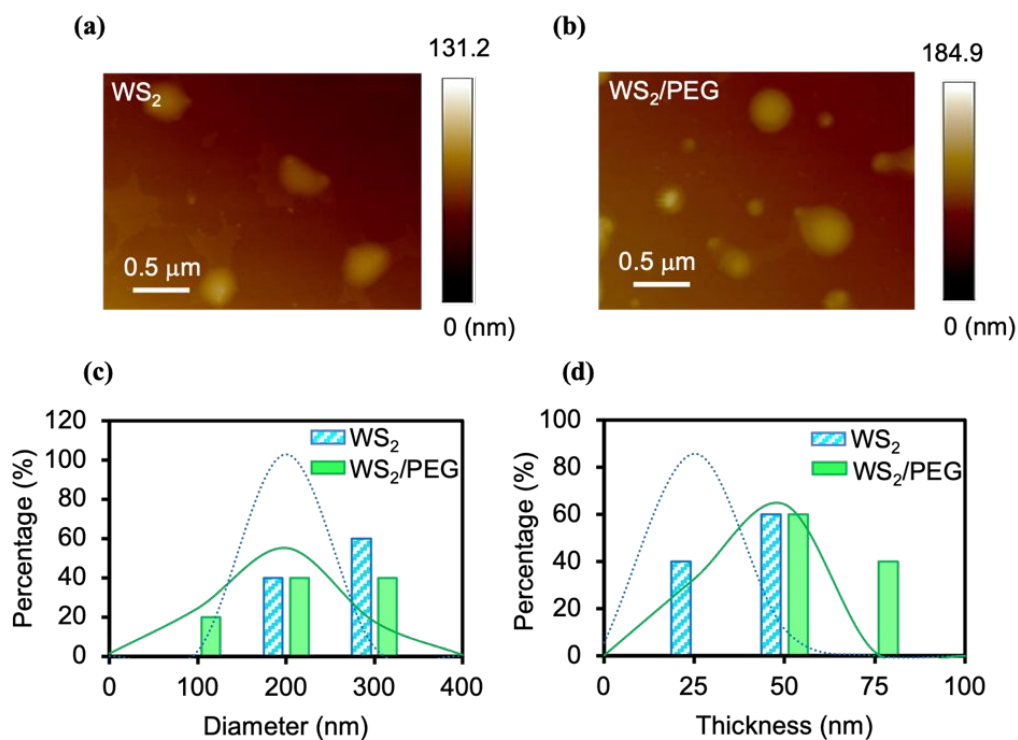 (a)
131.2
WS₂
0.5 μm
0 (nm)
(b)
184.9
WS₂/PEG
0.5 μm
0 (nm)
(c)
120
100
80
60
40
20
0
Percentage (%)
WS₂
WS₂/PEG
0 100 200 300 400
Diameter (nm)
(d)
100
80
60
40
20
0
Percentage (%)
WS₂
WS₂/PEG
0 25 50 75 100
Thickness (nm)